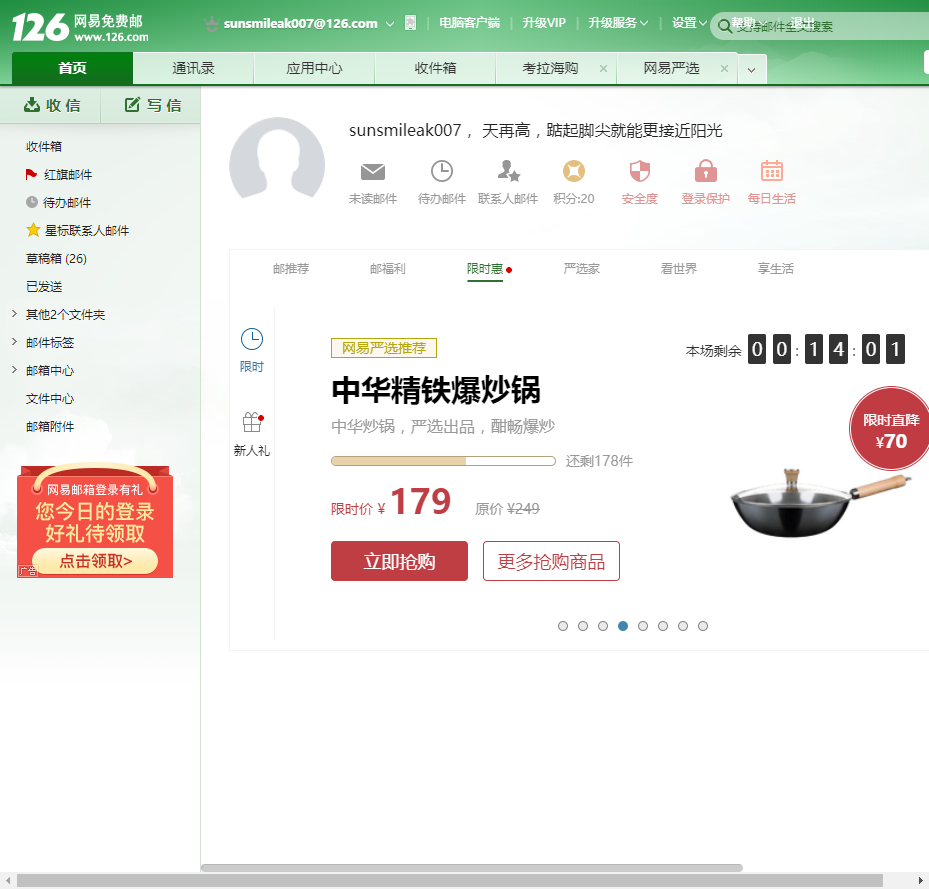 126 网易免费邮
www.126.com
sunsmileak007@126.com
电脑客户端 | 升级VIP | 升级服务 | 设置 | 帮助 | 退出
支持邮件全文搜索
首页 通讯录 应用中心 收件箱 考拉海购 × 网易严选 ×
收信 写信
收件箱
红旗邮件
待办邮件
星标联系人邮件
草稿箱 (26)
已发送
其他2个文件夹
邮件标签
邮箱中心
文件中心
邮箱附件
网易邮箱登录有礼
您今日的登录
好礼待领取
点击领取>
广告
sunsmileak007， 天再高，踮起脚尖就能更接近阳光
未读邮件 待办邮件 联系人邮件 积分:20 安全度 登录保护 每日生活
邮推荐 邮福利 限时惠 严选家 看世界 享生活
限时
新人礼
网易严选推荐
本场剩余 00:14:01
中华精铁爆炒锅
中华炒锅，严选出品，酣畅爆炒
还剩178件
限时价 ¥ 179 原价 ¥249
限时直降
¥70
立即抢购 更多抢购商品